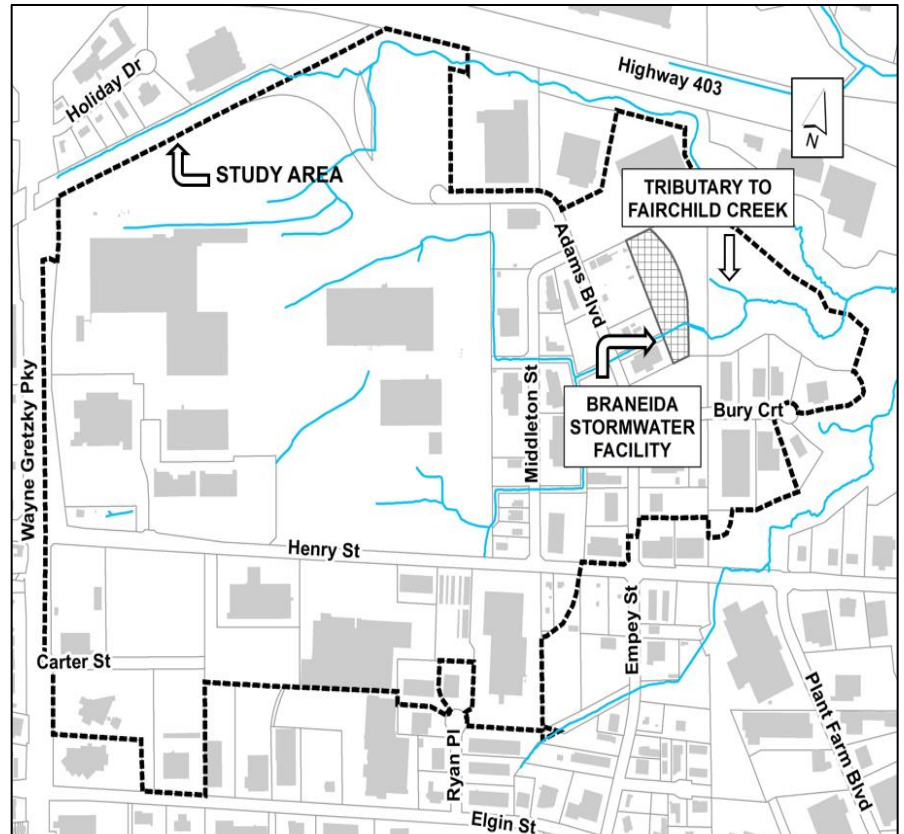 Holiday Dr
Highway 403
N
STUDY AREA
TRIBUTARY TO
FAIRCHILD CREEK
Adams Blvd
Wayne Gretzky Pky
Middleton St
BRANEIDA
STORMWATER
FACILITY
Bury Crt
Henry St
Empey St
Carter St
Plant Farm Blvd
Ryan Pl
Elgin St